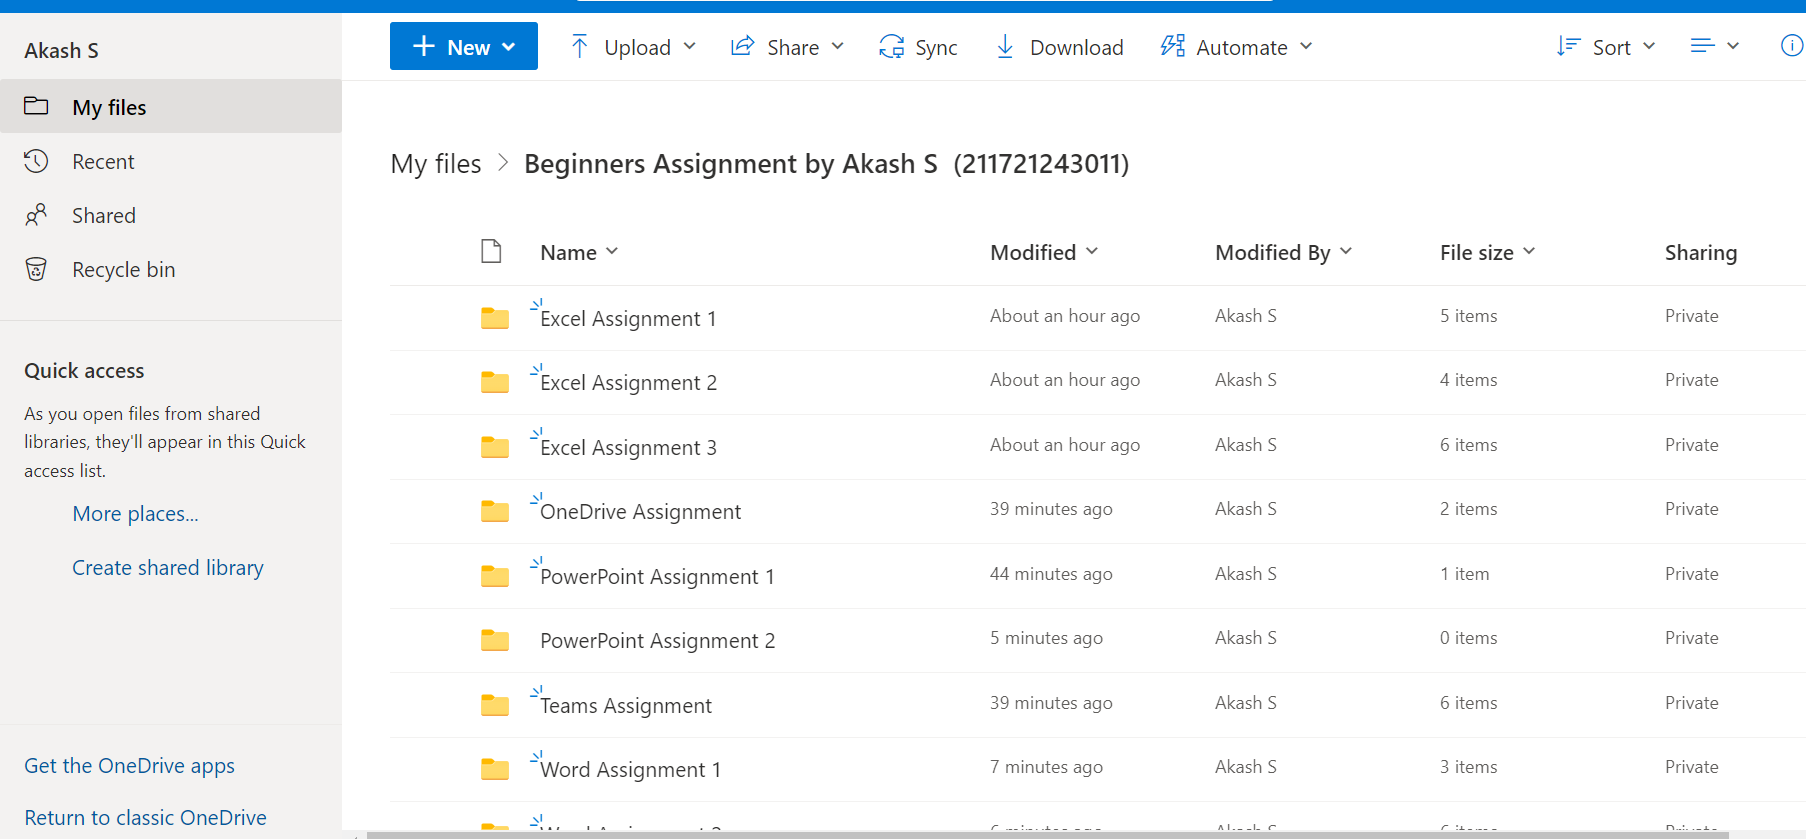 Akash S
My files
Recent
Shared
Recycle bin
Quick access
As you open files from shared
libraries, they'll appear in this Quick
access list.
More places...
Create shared library
Get the OneDrive apps
Return to classic OneDrive
New Upload Share Sync Download Automate Sort
My files > Beginners Assignment by Akash S (211721243011)
Name Modified Modified By File size Sharing
Excel Assignment 1 About an hour ago Akash S 5 items Private
Excel Assignment 2 About an hour ago Akash S 4 items Private
Excel Assignment 3 About an hour ago Akash S 6 items Private
OneDrive Assignment 39 minutes ago Akash S 2 items Private
PowerPoint Assignment 1 44 minutes ago Akash S 1 item Private
PowerPoint Assignment 2 5 minutes ago Akash S 0 items Private
Teams Assignment 39 minutes ago Akash S 6 items Private
Word Assignment 1 7 minutes ago Akash S 3 items Private